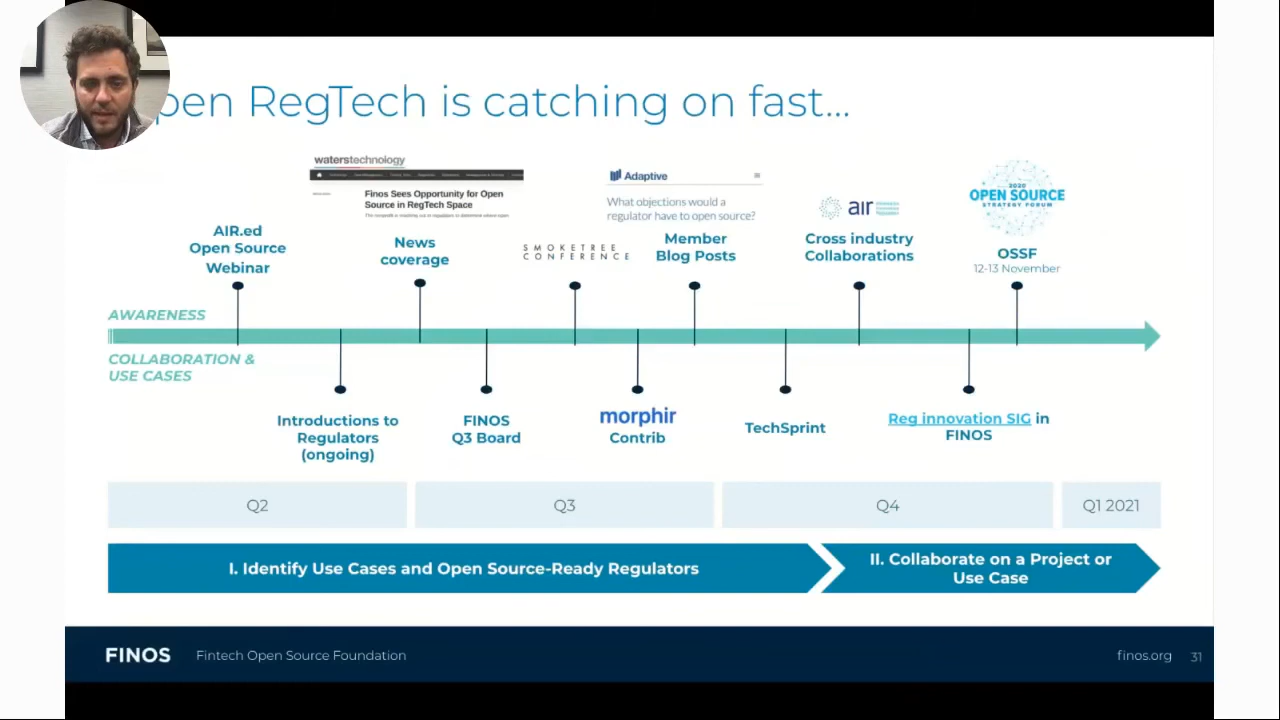 pen RegTech is catching on fast...
waterstechnology
Finos Sees Opportunity for Open
Source in RegTech Space
Adaptive
What objections would a
regulator have to open source?
air
2020
OPEN SOURCE
STRATEGY FORUM
AIR.ed
Open Source
Webinar
News
coverage
SMOKETREE
CONFERENCE
Member
Blog Posts
Cross industry
Collaborations
OSSF
12-13 November
AWARENESS
COLLABORATION &
USE CASES
Introductions to
Regulators
(ongoing)
FINOS
Q3 Board
morphir
Contrib
TechSprint
Reg innovation SIG in
FINOS
Q2
Q3
Q4
Q1 2021
I. Identify Use Cases and Open Source-Ready Regulators
II. Collaborate on a Project or
Use Case
FINOS
Fintech Open Source Foundation
finos.org
31